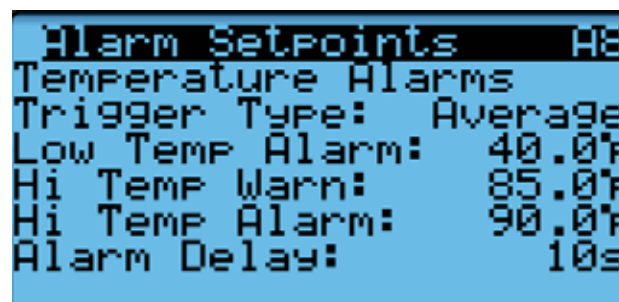 Alarm Setpoints A8
Temperature Alarms
Trigger Type: Average
Low Temp Alarm: 40.0°F
Hi Temp Warn: 85.0°F
Hi Temp Alarm: 90.0°F
Alarm Delay: 10s